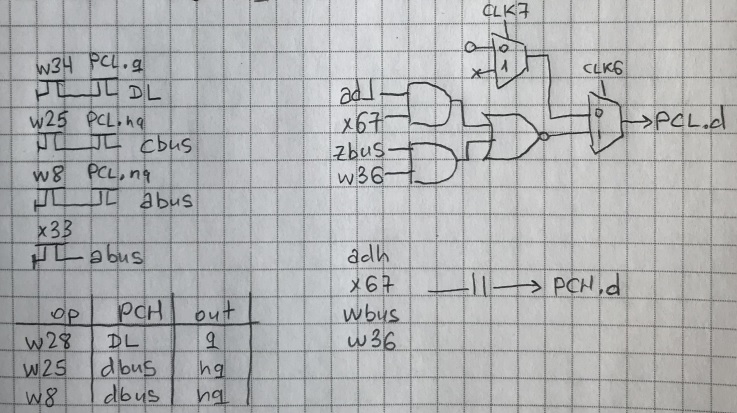 w34 PCL.q
DL
w25 PCL.nq
cbus
w8 PCL.nq
abus
x33
abus
op PCH out
w28 DL q
w25 dbus nq
w8 dbus nq
CLK7
0
x 1
CLK6
adl
x67
zbus
w36
0
1
PCL.d
adh
x67 —||→ PCH.d
wbus
w36